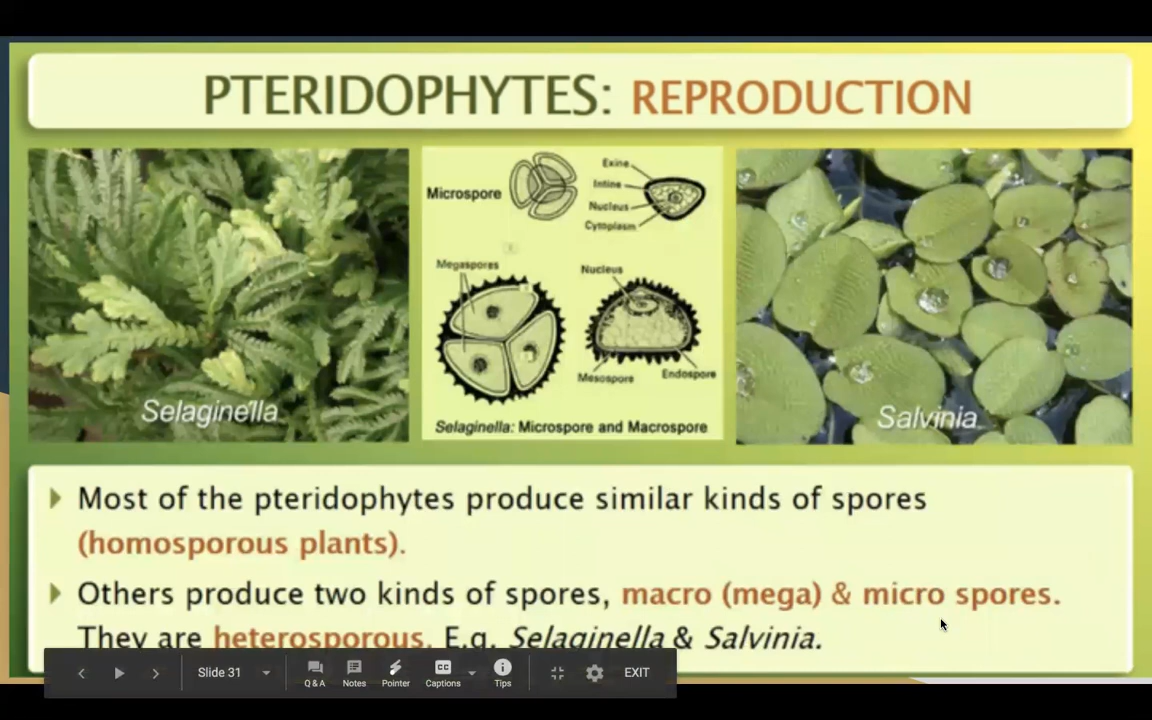 PTERIDOPHYTES: REPRODUCTION
Selaginella
Microspore
Exine
Intine
Nucleus
Cytoplasm
Megaspores
Nucleus
Mesospore
Endospore
Selaginella: Microspore and Macrospore
Salvinia
Most of the pteridophytes produce similar kinds of spores
(homosporous plants).
Others produce two kinds of spores, macro (mega) & micro spores.
They are heterosporous. E.g. Selaginella & Salvinia.
Slide 31
Q & A
Notes
Pointer
CC
Captions
Tips
EXIT